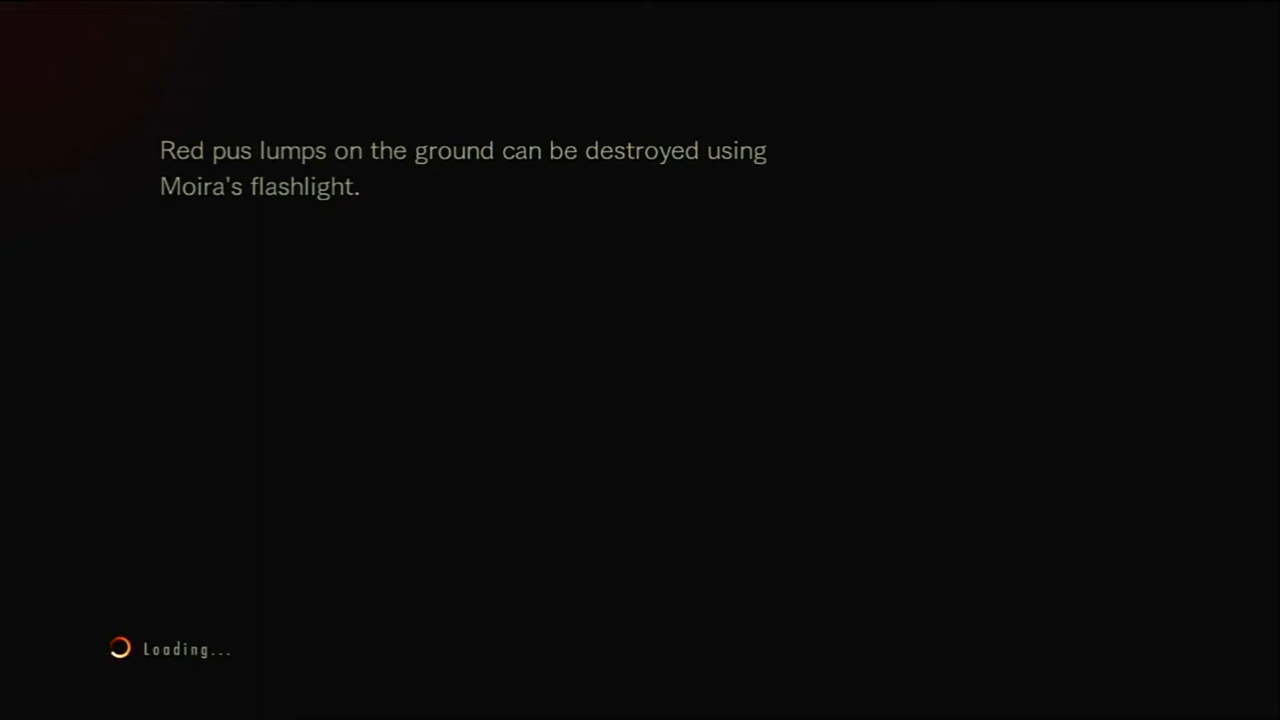 Red pus lumps on the ground can be destroyed using
Moira's flashlight.
Loading...